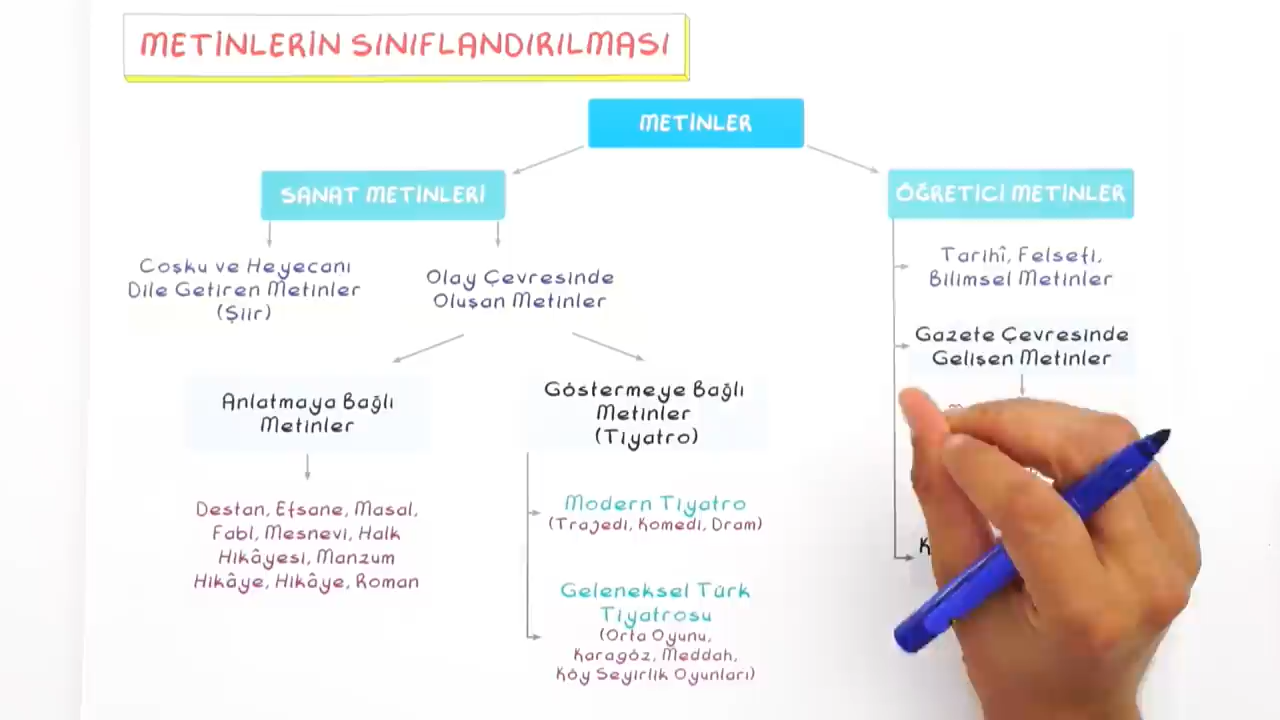 METİNLERİN SINIFLANDIRILMASI
METİNLER
SANAT METİNLERİ
Coşku ve Heyecanı
Dile Getiren Metinler
(Şiir)
Olay Çevresinde
Oluşan Metinler
Anlatmaya Bağlı
Metinler
Destan, Efsane, Masal,
Fabl, Mesnevi, Halk
Hikâyesi, Manzum
Hikâye, Hikâye, Roman
Göstermeye Bağlı
Metinler
(Tiyatro)
Modern Tiyatro
(Trajedi, Komedi, Dram)
Geleneksel Türk
Tiyatrosu
(Orta Oyunu,
Karagöz, Meddah,
Köy Seyirlik Oyunları)
ÖĞRETİCİ METİNLER
Tarihî, Felsefi,
Bilimsel Metinler
Gazete Çevresinde
Gelişen Metinler